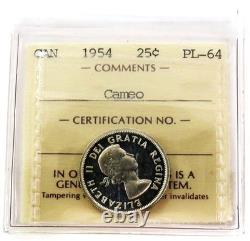 CAN 1954 25¢ PL-64
COMMENTS
Cameo
CERTIFICATION NO.
ELIZABETH II DEI GRATIA REGINA
IN O IS A
GENU TEM.
Tampering invalidates